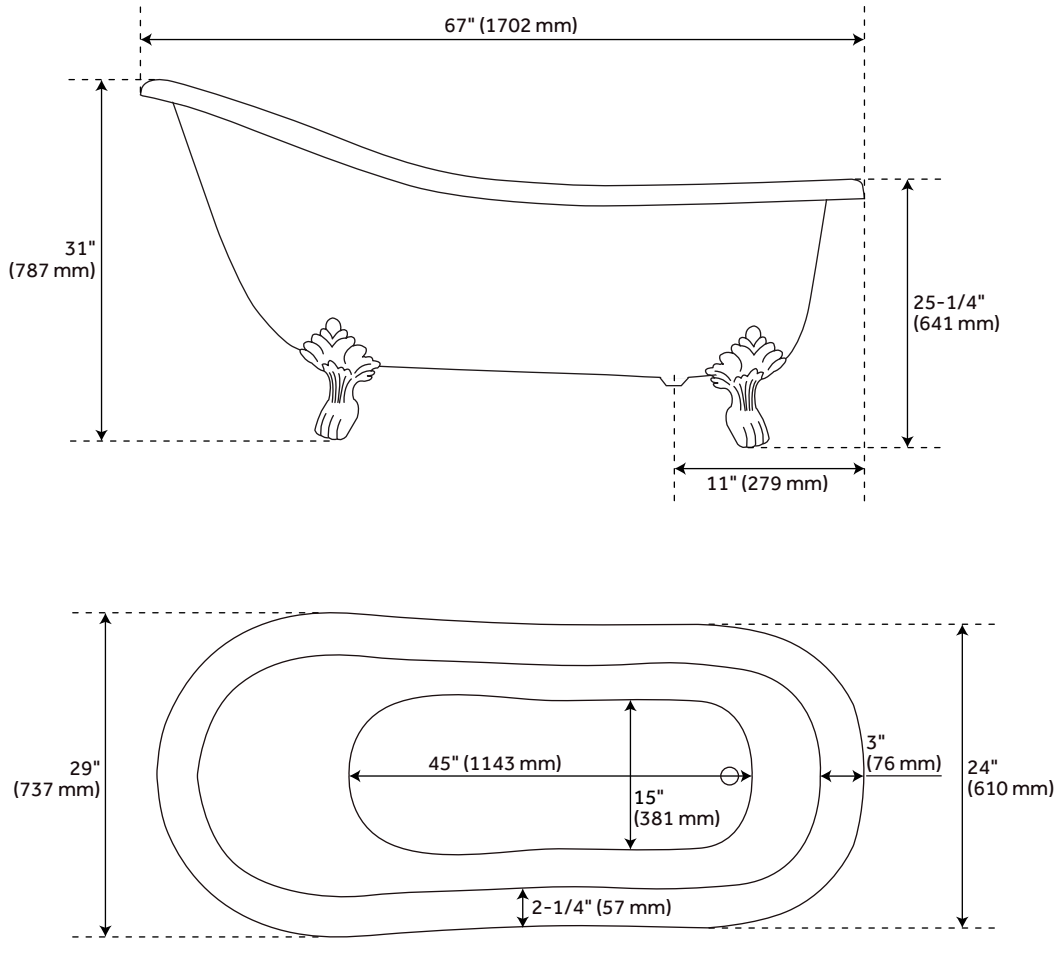 67" (1702 mm)
31"
(787 mm)
25-1/4"
(641 mm)
11" (279 mm)
29"
(737 mm)
45" (1143 mm)
15"
(381 mm)
3"
(76 mm)
24"
(610 mm)
2-1/4" (57 mm)